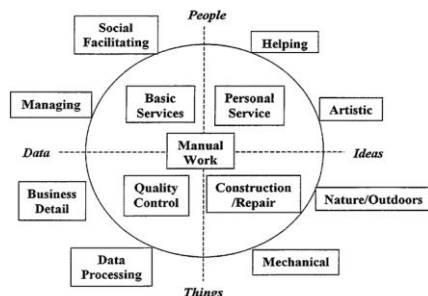 People
Social
Facilitating
Helping
Managing
Basic
Services
Personal
Service
Artistic
Data
Manual
Work
Ideas
Business
Detail
Quality
Control
Construction
/Repair
Nature/Outdoors
Data
Processing
Mechanical
Things